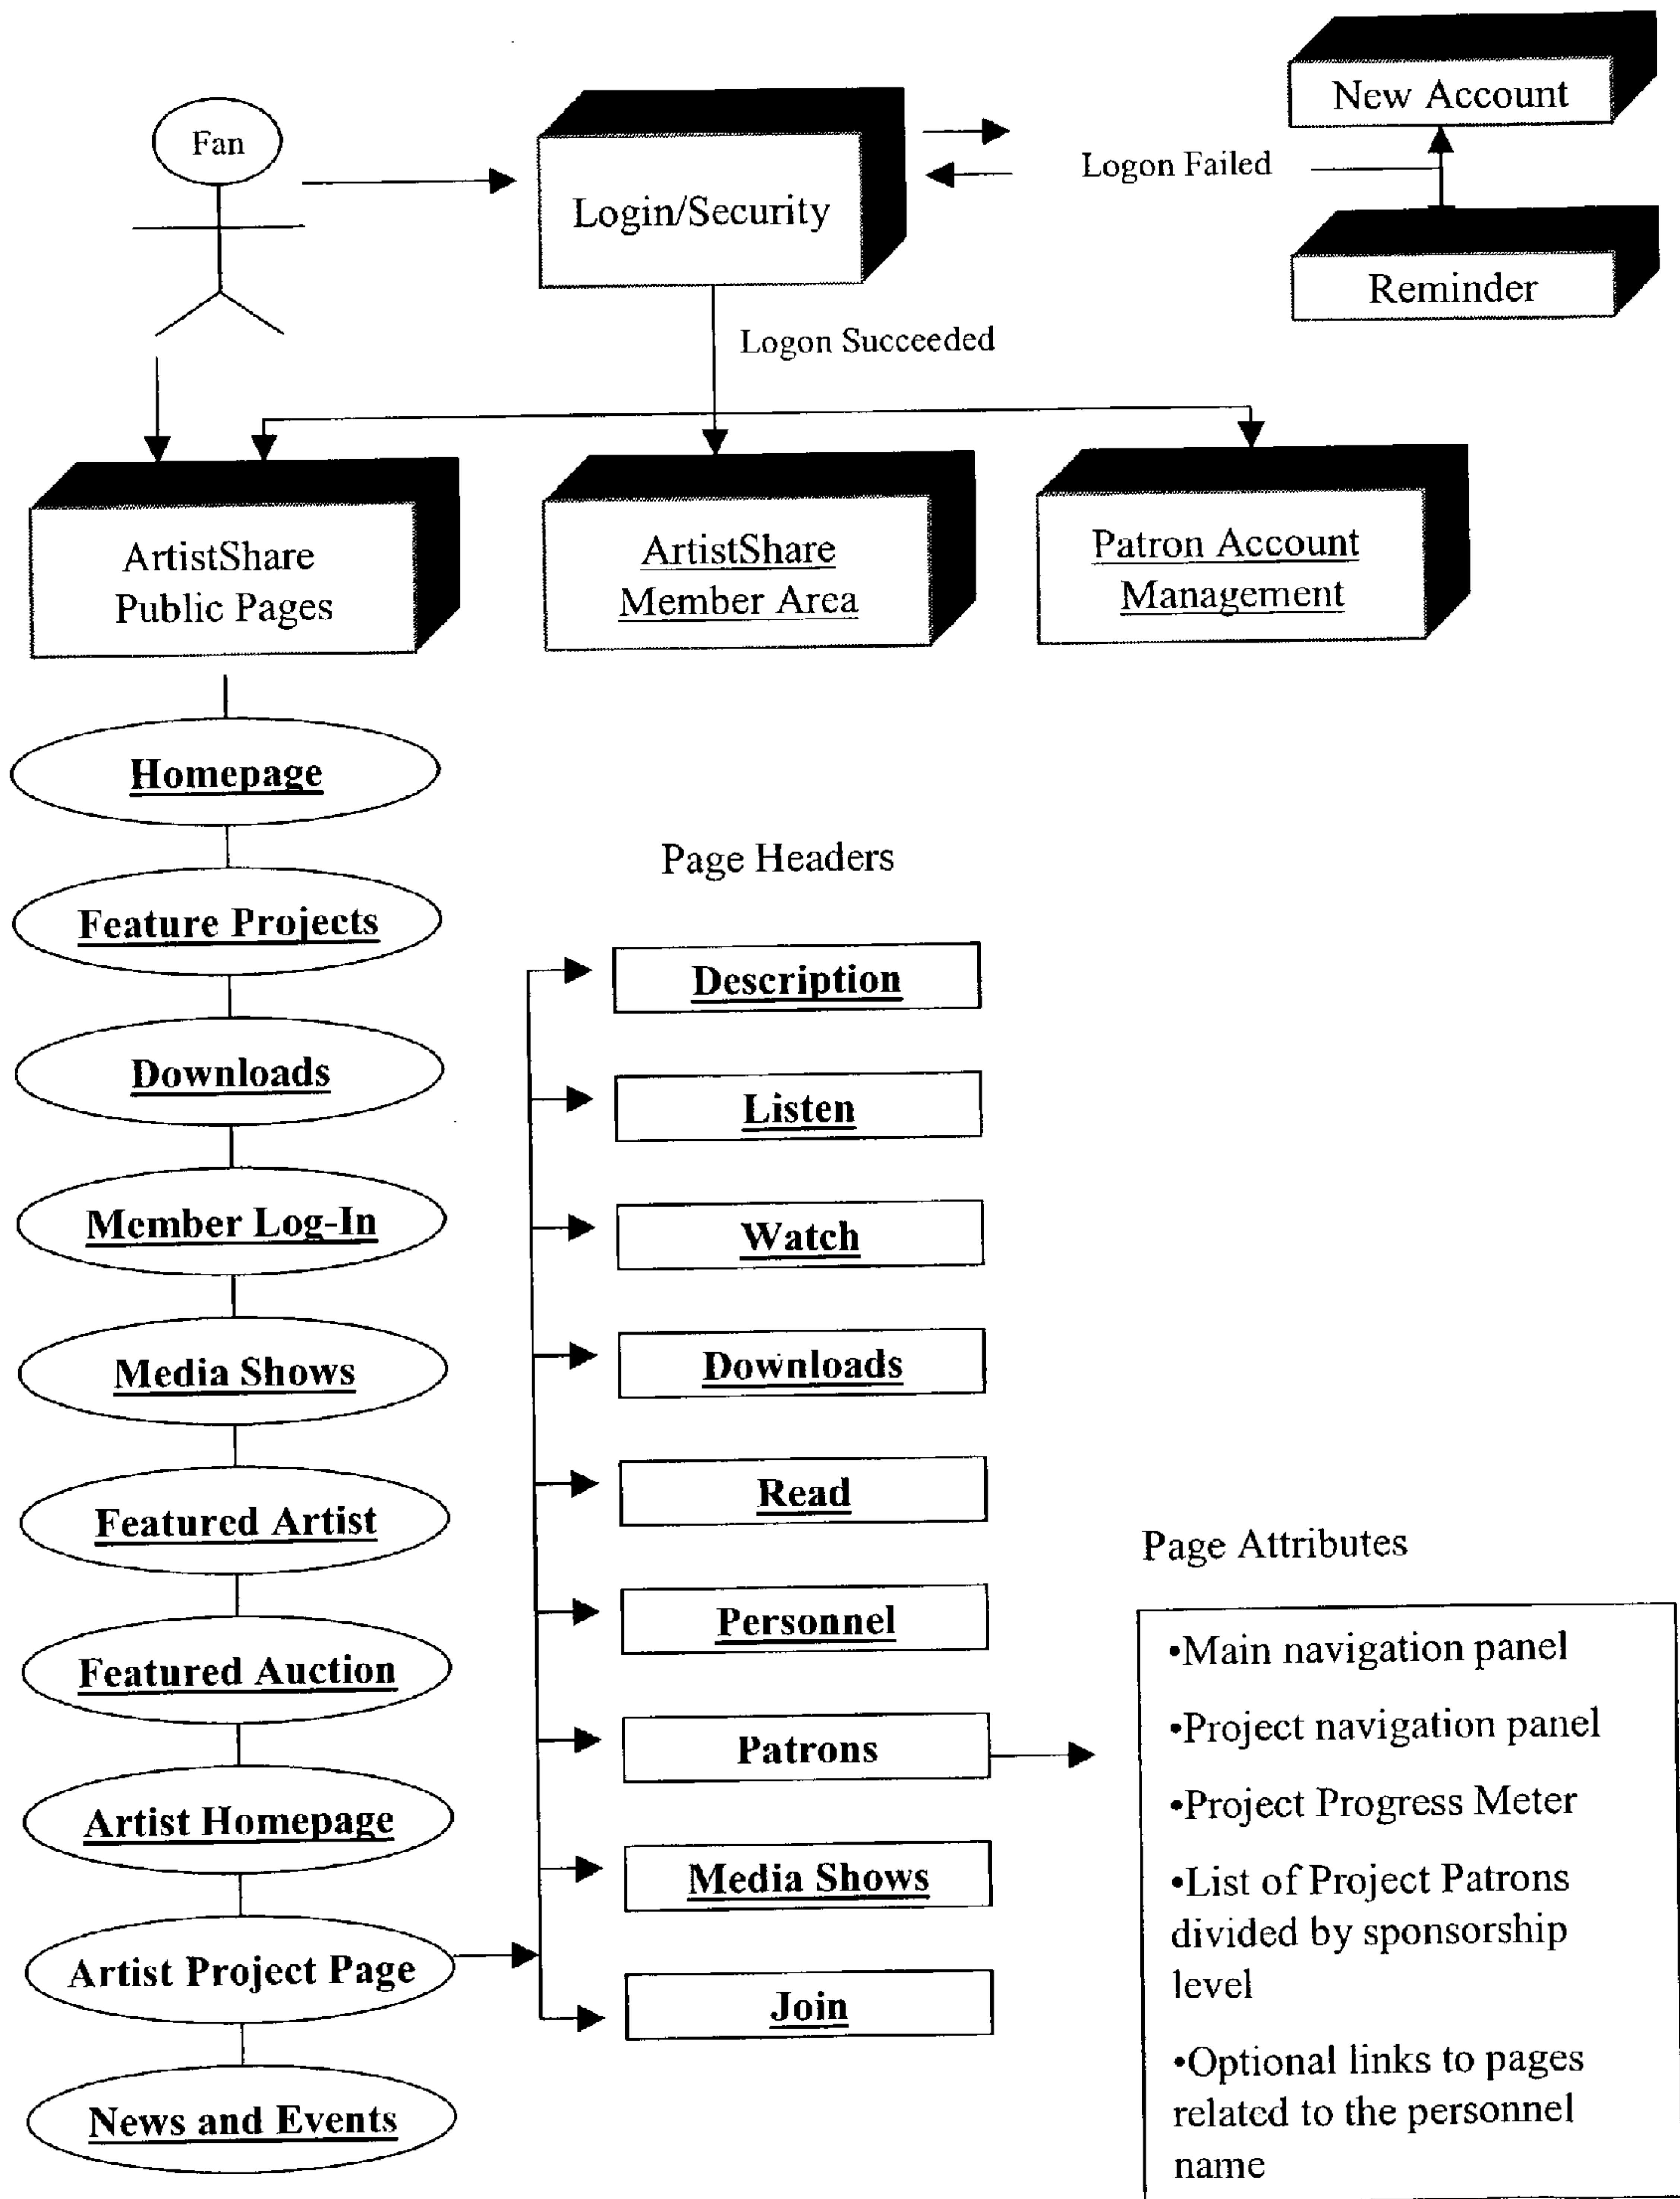 Fan
Login/Security
Logon Failed
New Account
Reminder
Logon Succeeded
ArtistShare
Public Pages
ArtistShare
Member Area
Patron Account
Management
Homepage
Feature Projects
Downloads
Member Log-In
Media Shows
Featured Artist
Featured Auction
Artist Homepage
Artist Project Page
News and Events
Page Headers
Description
Listen
Watch
Downloads
Read
Personnel
Patrons
Media Shows
Join
Page Attributes
•Main navigation panel
•Project navigation panel
•Project Progress Meter
•List of Project Patrons
divided by sponsorship
level
•Optional links to pages
related to the personnel
name